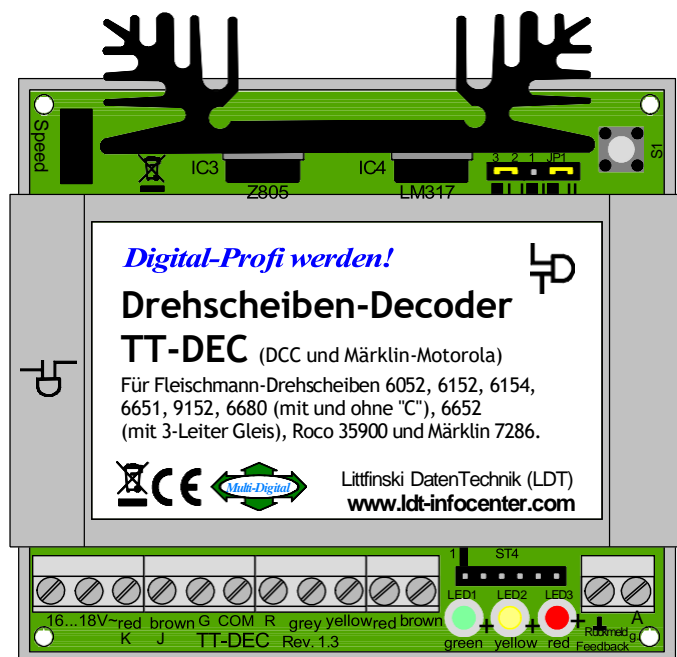 Speed
IC3
Z805
IC4
LM317
3 2 1 JP1
S1
Digital-Profi werden!
Drehscheiben-Decoder
TT-DEC (DCC und Märklin-Motorola)
Für Fleischmann-Drehscheiben 6052, 6152, 6154,
6651, 9152, 6680 (mit und ohne "C"), 6652
(mit 3-Leiter Gleis), Roco 35900 und Märklin 7286.
CE
Multi-Digital
Littfinski DatenTechnik (LDT)
www.ldt-infocenter.com
1 ST4
LED1 LED2 LED3
16...18V~ red brown G COM R grey yellow red brown
K J TT-DEC Rev. 1.3
+ + +
green yellow red
A
Rückmeldg.
Feedback